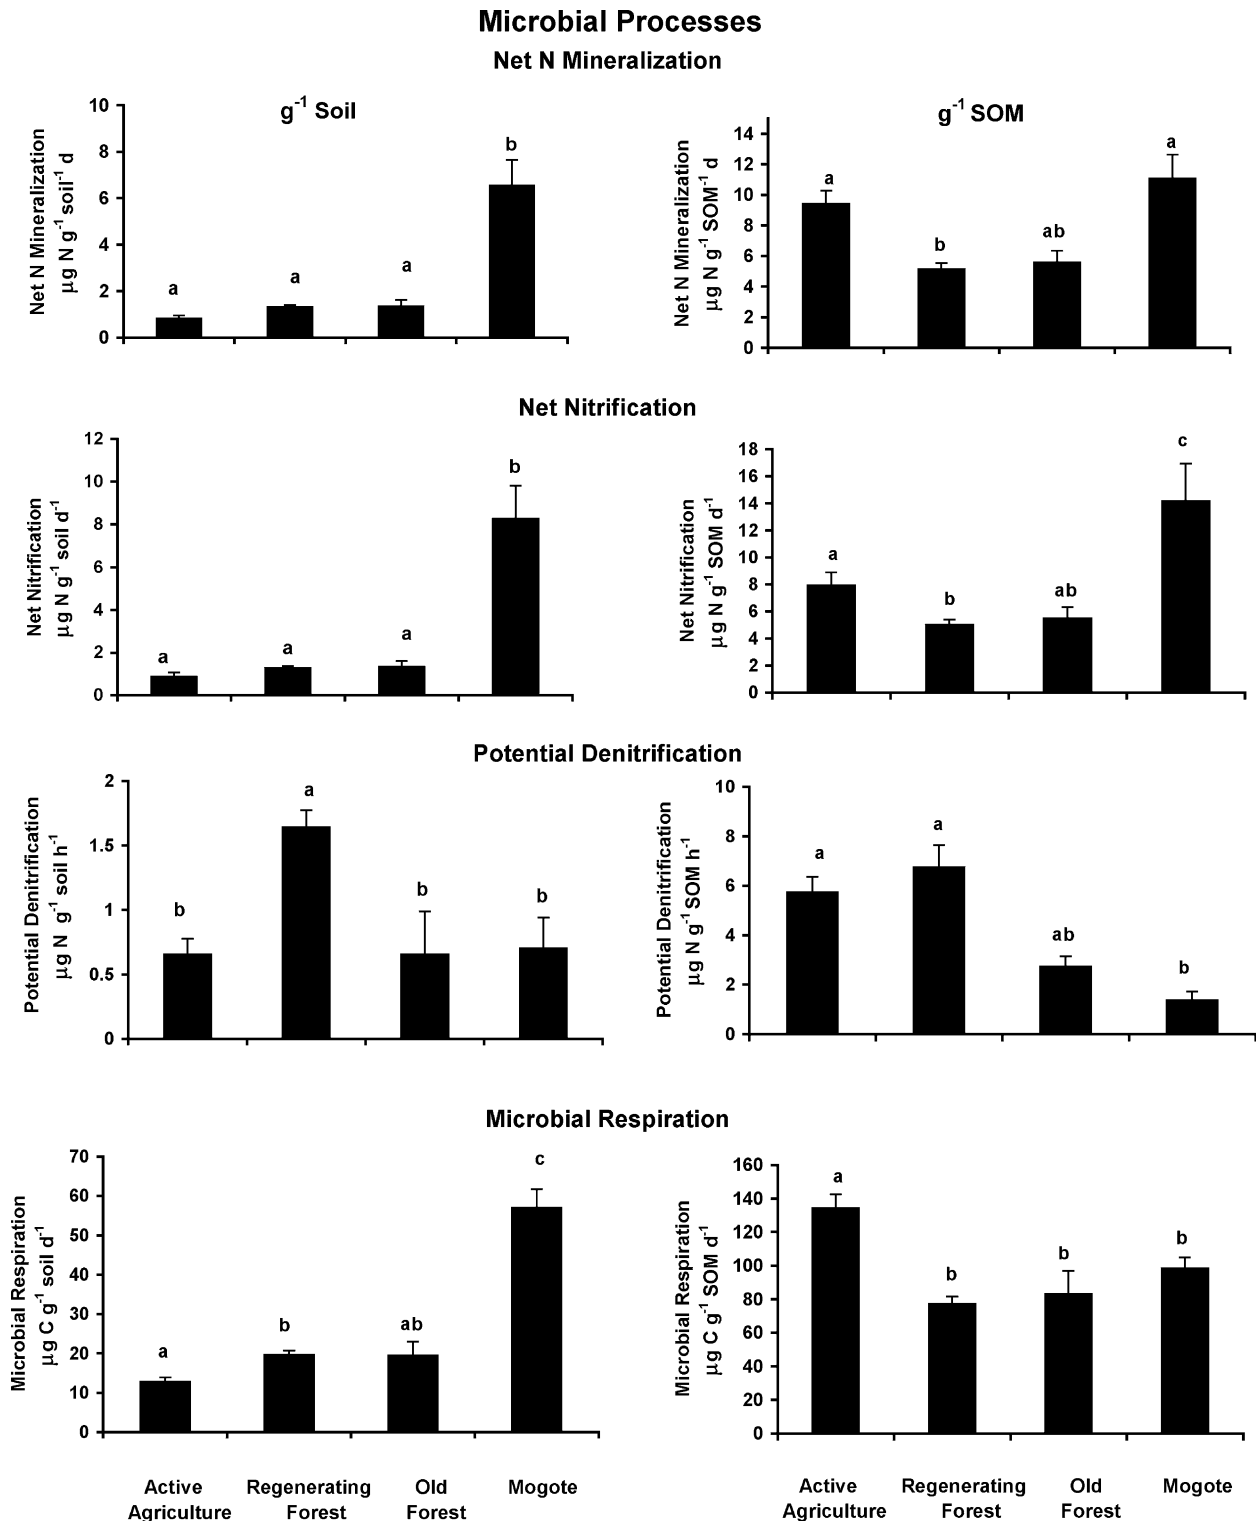 Microbial Processes
Net N Mineralization
g⁻¹ Soil
Net N Mineralization
µg N g⁻¹ soil⁻¹ d
10
8
6
4
2
0
a
a
a
b
g⁻¹ SOM
Net N Mineralization
µg N g⁻¹ SOM⁻¹ d
14
12
10
8
6
4
2
0
a
b
ab
a
Net Nitrification
Net Nitrification
µg N g⁻¹ soil d⁻¹
12
10
8
6
4
2
0
a
a
a
b
Net Nitrification
µg N g⁻¹ SOM d⁻¹
18
16
14
12
10
8
6
4
2
0
a
b
ab
c
Potential Denitrification
Potential Denitrification
µg N g⁻¹ soil h⁻¹
2
1.5
1
0.5
0
b
a
b
b
Potential Denitrification
µg N g⁻¹ SOM h⁻¹
10
8
6
4
2
0
a
a
ab
b
Microbial Respiration
Microbial Respiration
µg C g⁻¹ soil d⁻¹
70
60
50
40
30
20
10
0
a
b
ab
c
Microbial Respiration
µg C g⁻¹ SOM d⁻¹
160
140
120
100
80
60
40
20
0
a
b
b
b
Active
Agriculture
Regenerating
Forest
Old
Forest
Mogote
Active
Agriculture
Regenerating
Forest
Old
Forest
Mogote